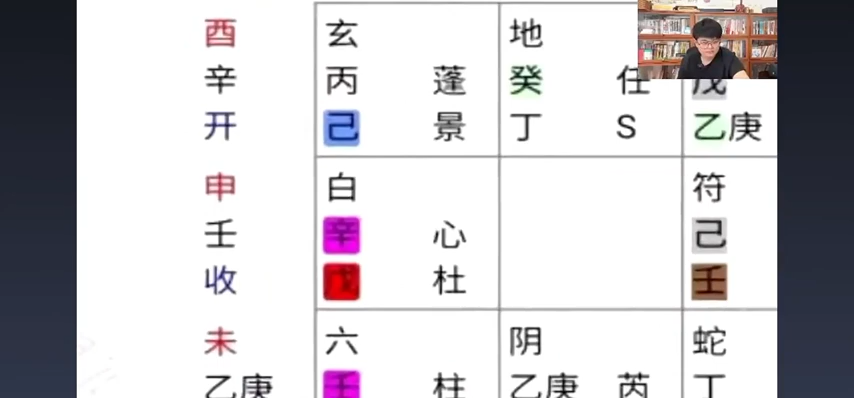 酉 玄 地
辛 丙 蓬 癸 任 戊
开 己 景 丁 S 乙庚
申 白 符
壬 辛 心 己
收 戊 杜 壬
未 六 阴 蛇
乙庚 壬 柱 乙庚 芮 丁